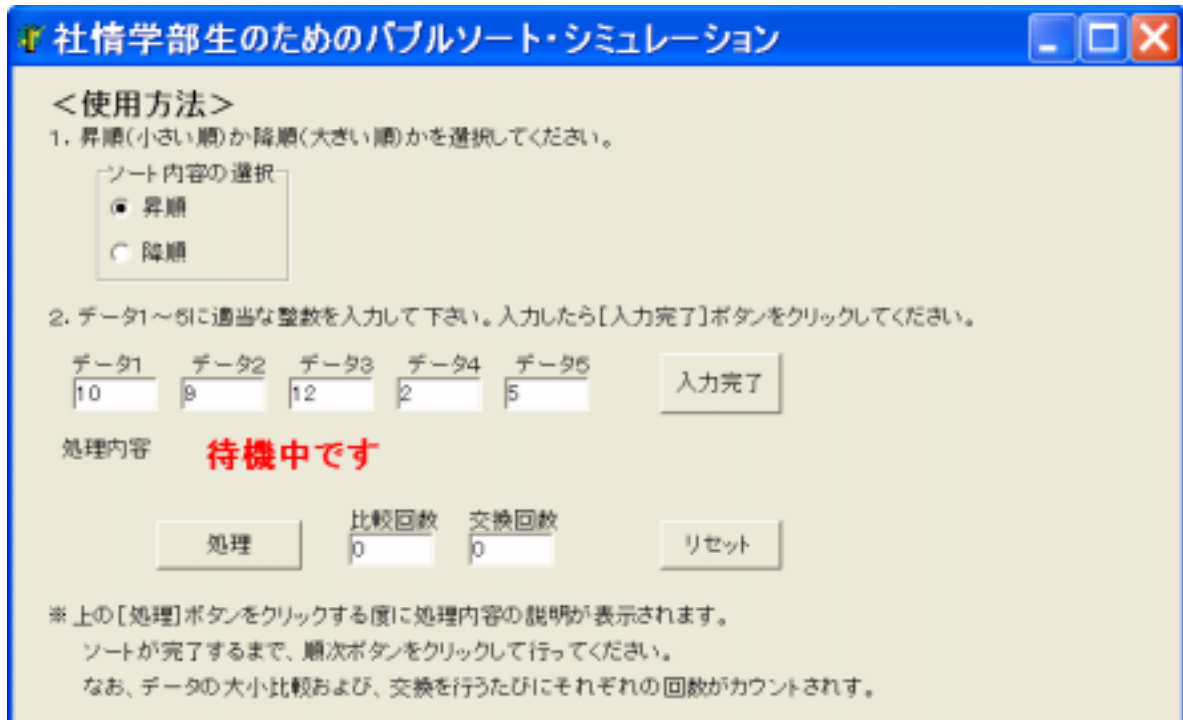 社情学部生のためのバブルソート・シミュレーション
＜使用方法＞
1. 昇順(小さい順)か降順(大きい順)かを選択してください。
ソート内容の選択
昇順
降順
2. データ1～5に適当な整数を入力して下さい。入力したら[入力完了]ボタンをクリックしてください。
データ1 データ2 データ3 データ4 データ5
10 9 12 2 5 入力完了
処理内容 待機中です
比較回数 交換回数
処理 0 0 リセット
※上の[処理]ボタンをクリックする度に処理内容の説明が表示されます。
ソートが完了するまで、順次ボタンをクリックして行ってください。
なお、データの大小比較および、交換を行うたびにそれぞれの回数がカウントされす。